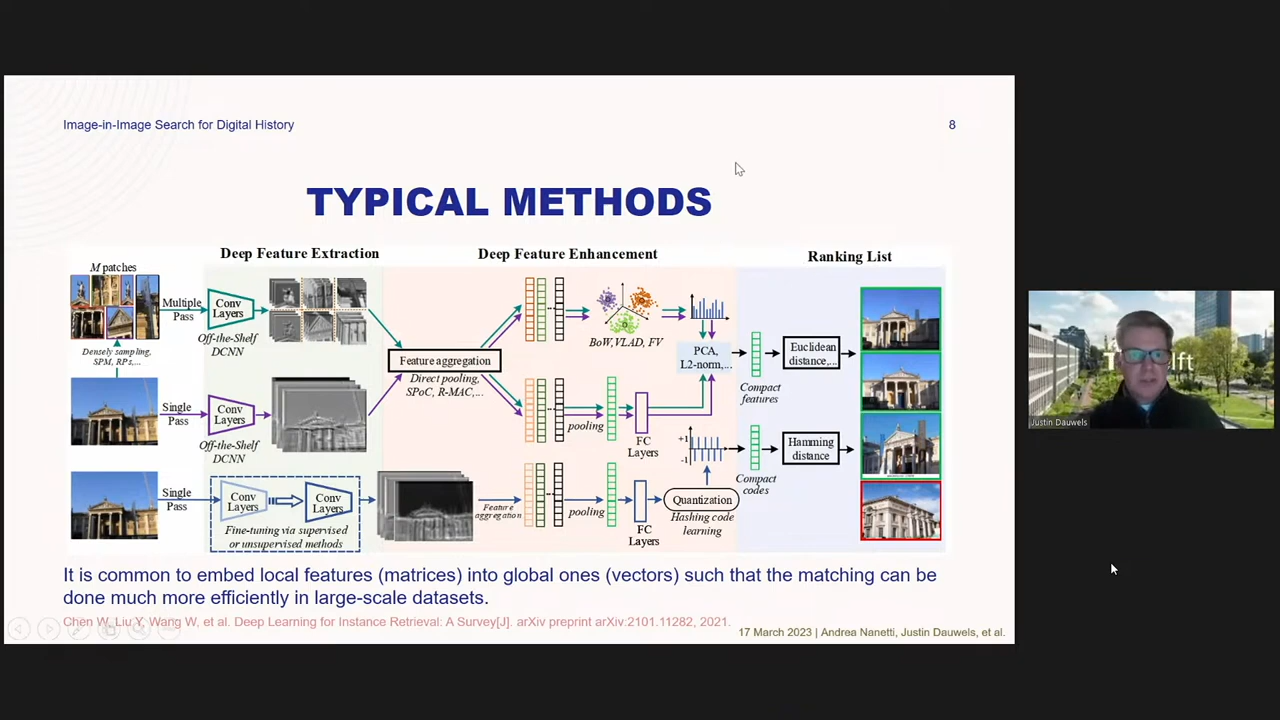 Image-in-Image Search for Digital History
8
TYPICAL METHODS
Deep Feature Extraction
Deep Feature Enhancement
Ranking List
M patches
Multiple
Pass
Conv
Layers
Off-the-Shelf
DCNN
Densely sampling,
SPM, RPs,...
Single
Pass
Conv
Layers
Off-the-Shelf
DCNN
Single
Pass
Conv
Layers
Conv
Layers
Fine-tuning via supervised
or unsupervised methods
Feature aggregation
Direct pooling,
SPoC, R-MAC,...
BoW,VLAD, FV
pooling
FC
Layers
Feature
aggregation
pooling
FC
Layers
PCA,
L2-norm,...
+1
-1
Quantization
Hashing code
learning
Compact
features
Compact
codes
Euclidean
distance,...
Hamming
distance
It is common to embed local features (matrices) into global ones (vectors) such that the matching can be
done much more efficiently in large-scale datasets.
Chen W, Liu Y, Wang W, et al. Deep Learning for Instance Retrieval: A Survey[J]. arXiv preprint arXiv:2101.11282, 2021.
17 March 2023 | Andrea Nanetti, Justin Dauwels, et al.
Justin Dauwels